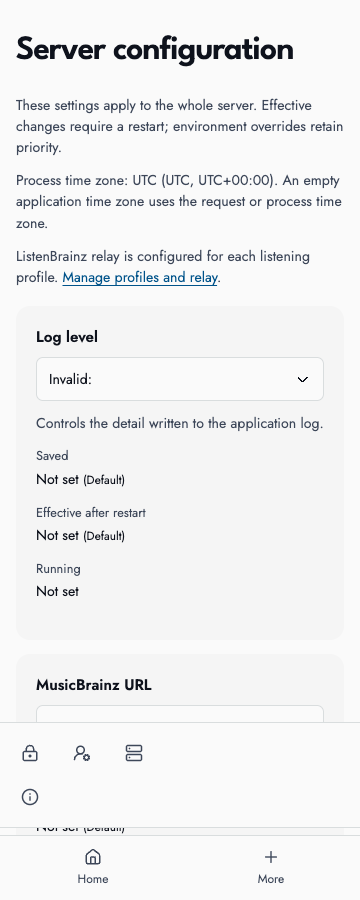 Server configuration
These settings apply to the whole server. Effective
changes require a restart; environment overrides retain
priority.
Process time zone: UTC (UTC, UTC+00:00). An empty
application time zone uses the request or process time
zone.
ListenBrainz relay is configured for each listening
profile. Manage profiles and relay.
Log level
Invalid:
Controls the detail written to the application log.
Saved
Not set (Default)
Effective after restart
Not set (Default)
Running
Not set
MusicBrainz URL
Not set (Default)
Home
More